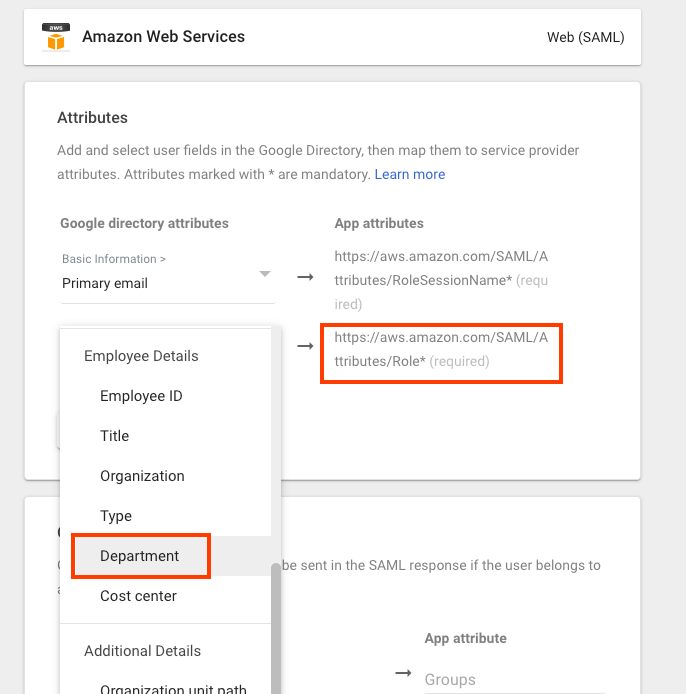 aws
Amazon Web Services
Web (SAML)
Attributes
Add and select user fields in the Google Directory, then map them to service provider
attributes. Attributes marked with * are mandatory. Learn more
Google directory attributes
App attributes
Basic Information >
Primary email
https://aws.amazon.com/SAML/A
ttributes/RoleSessionName* (requ
ired)
https://aws.amazon.com/SAML/A
ttributes/Role* (required)
Employee Details
Employee ID
Title
Organization
Type
Department
Cost center
Additional Details
Organization unit path
be sent in the SAML response if the user belongs to
App attribute
Groups